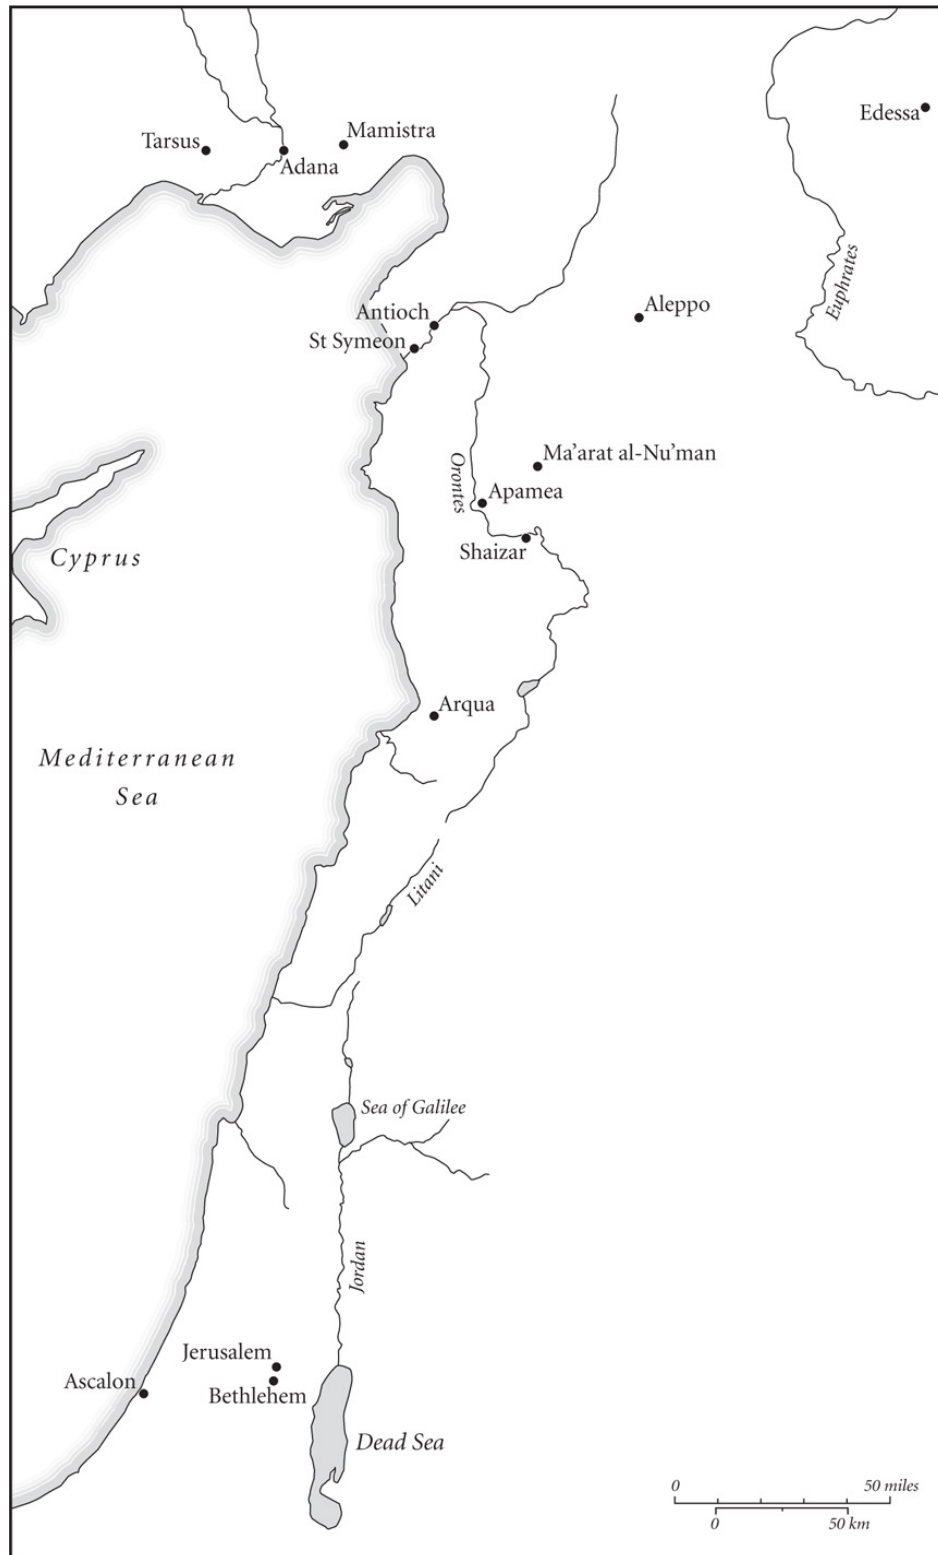 Edessa
Mamistra
Tarsus
Adana
Euphrates
Aleppo
Antioch
St Symeon
Ma’arat al-Nu’man
Orontes
Apamea
Shaizar
Cyprus
Arqua
Mediterranean
Sea
Litani
Sea of Galilee
Jordan
Jerusalem
Ascalon
Bethlehem
Dead Sea
0 50 miles
0 50 km